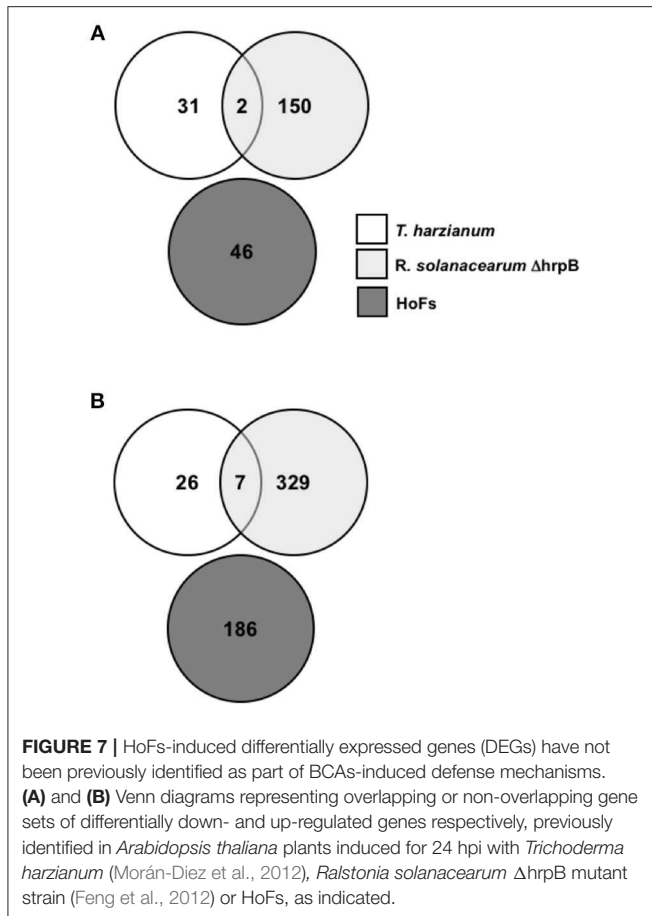 A
31 2 150
46
T. harzianum
R. solanacearum ΔhrpB
HoFs
B
26 7 329
186
FIGURE 7 | HoFs-induced differentially expressed genes (DEGs) have not
been previously identified as part of BCAs-induced defense mechanisms.
(A) and (B) Venn diagrams representing overlapping or non-overlapping gene
sets of differentially down- and up-regulated genes respectively, previously
identified in Arabidopsis thaliana plants induced for 24 hpi with Trichoderma
harzianum (Morán-Diez et al., 2012), Ralstonia solanacearum ΔhrpB mutant
strain (Feng et al., 2012) or HoFs, as indicated.